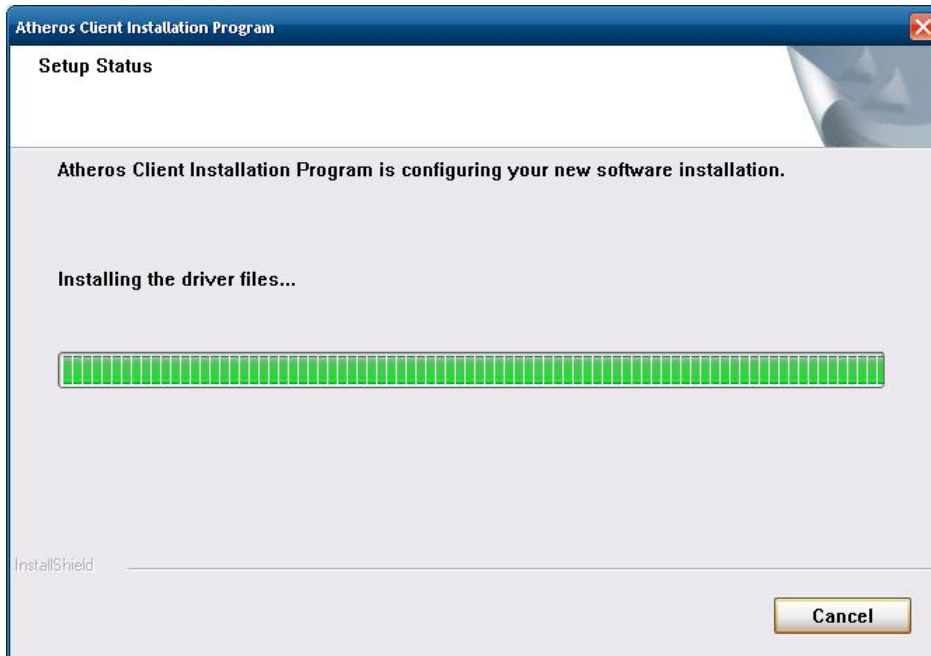 Atheros Client Installation Program
Setup Status
Atheros Client Installation Program is configuring your new software installation.
Installing the driver files...
InstallShield
Cancel